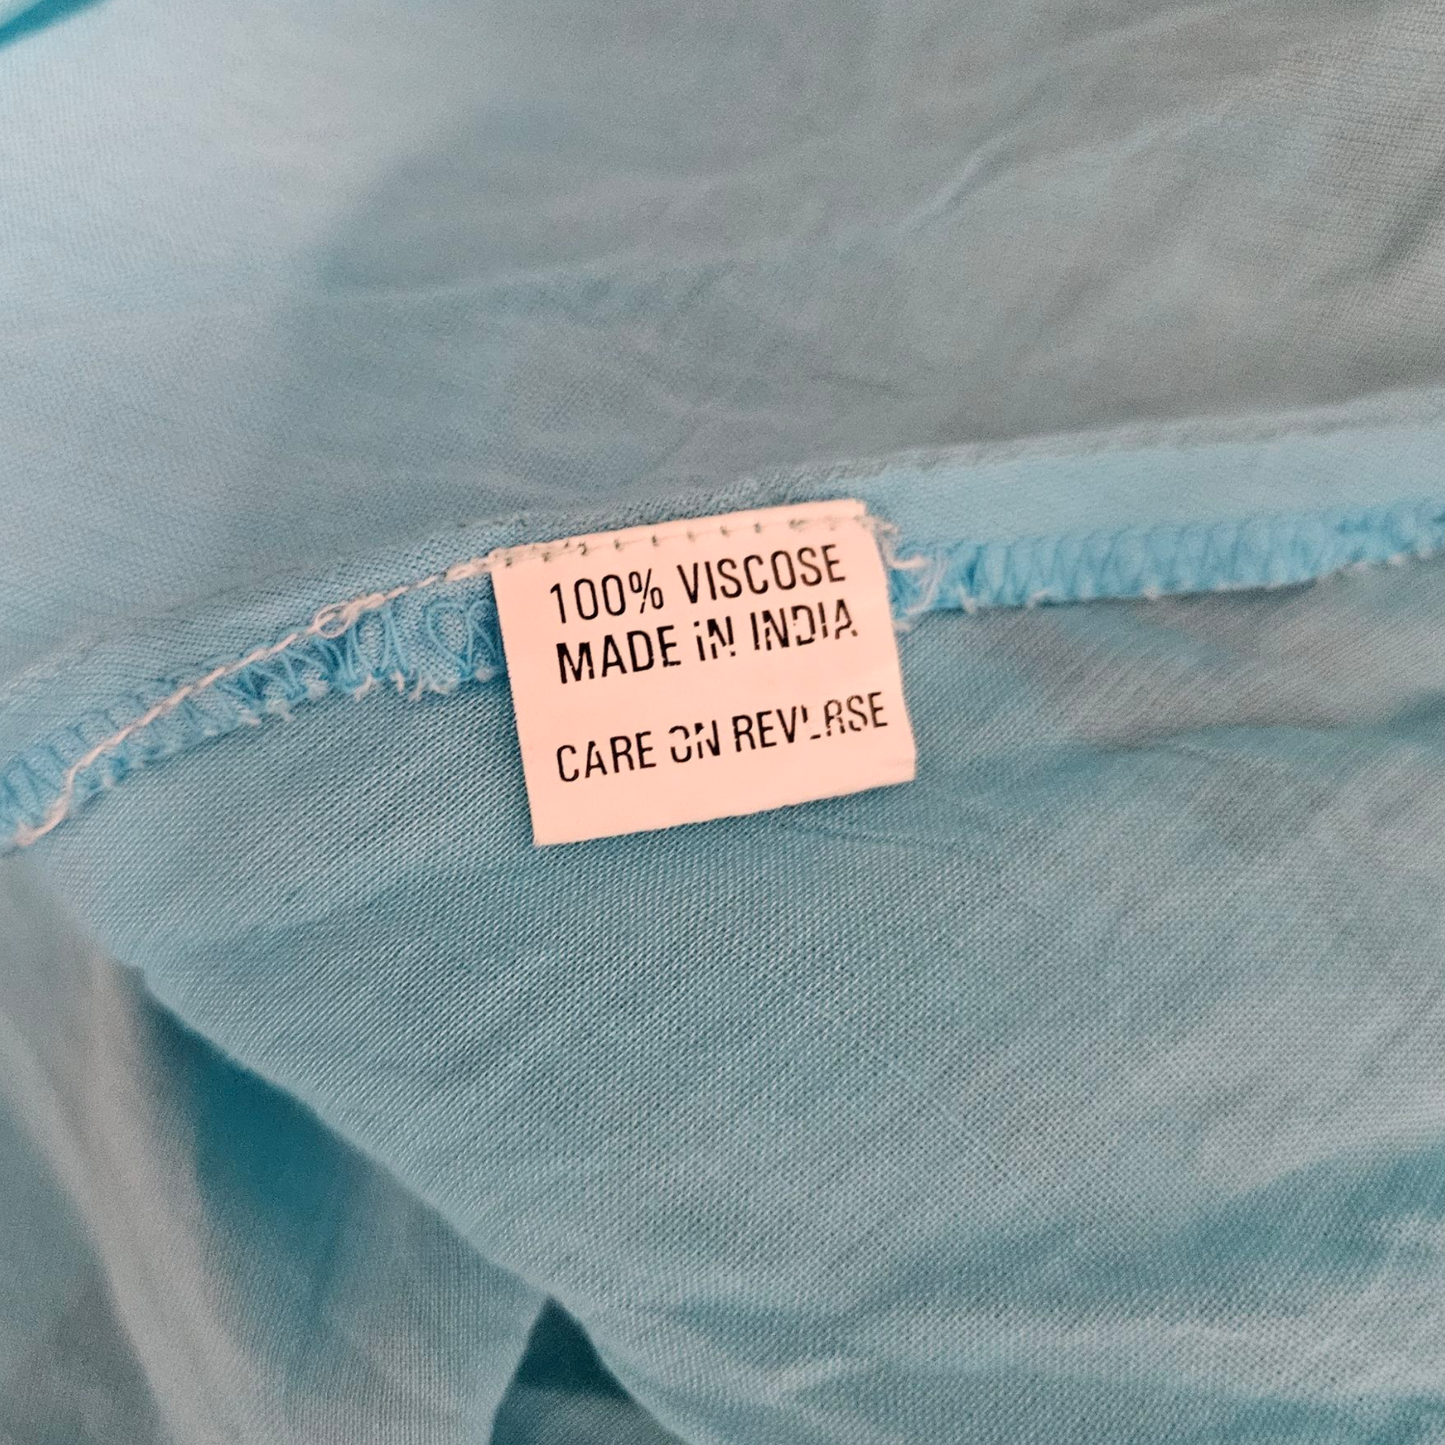 100% VISCOSE
MADE IN INDIA
CARE ON REVERSE